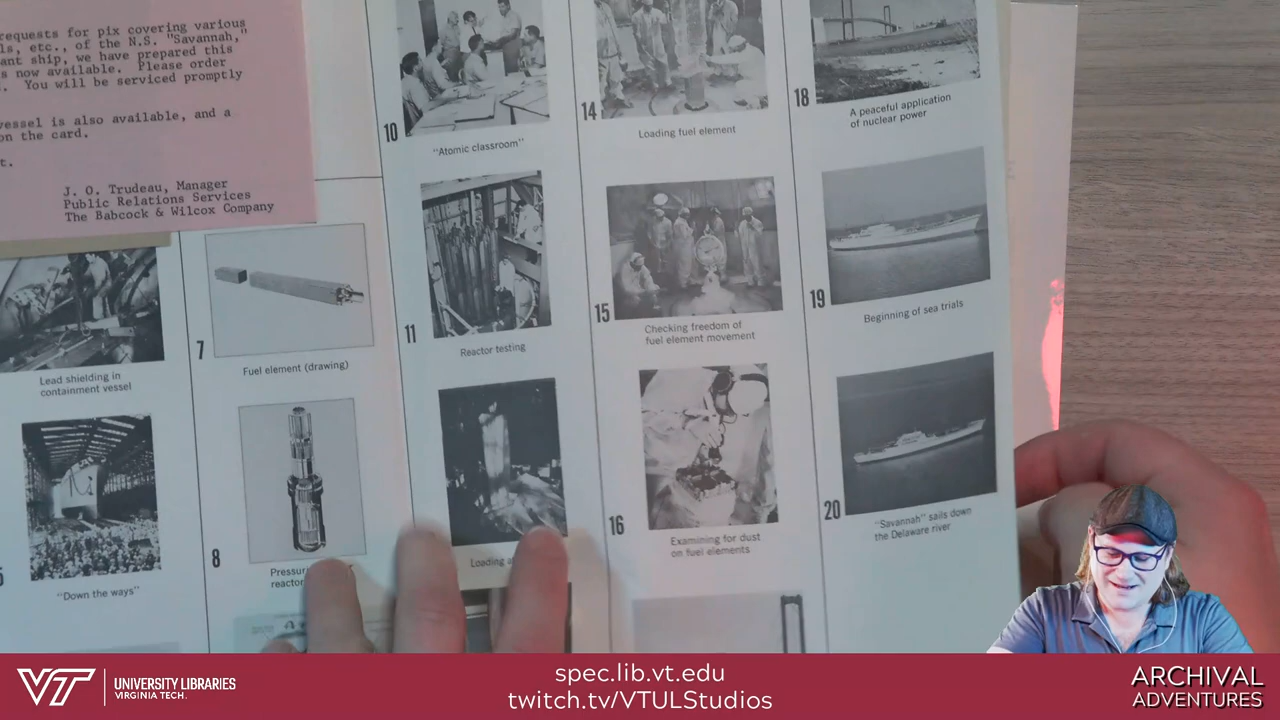 requests for pix covering various
ls, etc., of the N.S. "Savannah,"
ant ship, we have prepared this
s now available. Please order
. You will be serviced promptly
vessel is also available, and a
on the card.
t.
J. O. Trudeau, Manager
Public Relations Services
The Babcock & Wilcox Company
Lead shielding in
containment vessel
"Down the ways"
7
Fuel element (drawing)
8
Pressur
reactor
10
"Atomic classroom"
11
Reactor testing
Loading
14
Loading fuel element
15
Checking freedom of
fuel element movement
16
Examining for dust
on fuel elements
18
A peaceful application
of nuclear power
19
Beginning of sea trials
20
"Savannah" sails down
the Delaware river
VT
UNIVERSITY LIBRARIES
VIRGINIA TECH.
spec.lib.vt.edu
twitch.tv/VTULStudios
ARCHIVAL
ADVENTURES